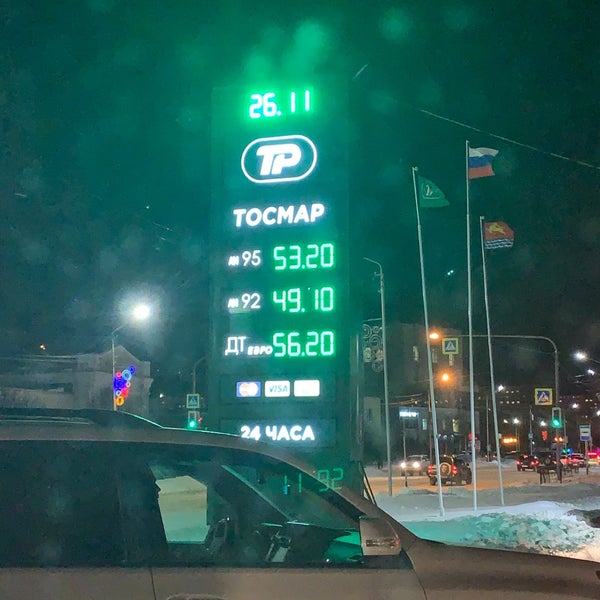 26.11
TP
ТОСМАР
АИ 95 53.20
АИ 92 49.10
ДТ ЕВРО 56.20
VISA
24 ЧАСА